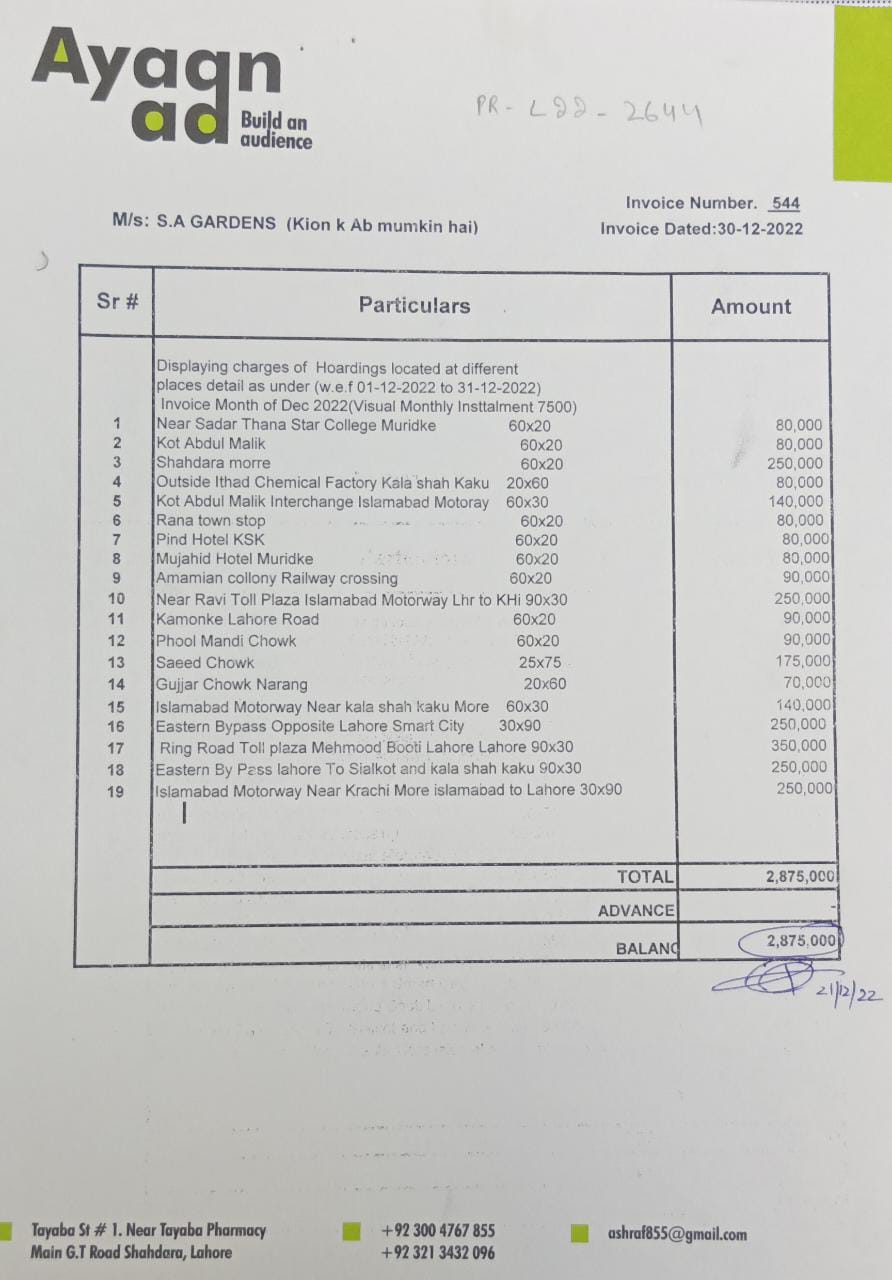 Ayaan
ad Build an
audience
PR - L22 - 2644
Invoice Number. 544
M/s: S.A GARDENS (Kion k Ab mumkin hai)
Invoice Dated:30-12-2022
Sr # Particulars Amount
Displaying charges of Hoardings located at different
places detail as under (w.e.f 01-12-2022 to 31-12-2022)
Invoice Month of Dec 2022(Visual Monthly Insttalment 7500)
1 Near Sadar Thana Star College Muridke 60x20 80,000
2 Kot Abdul Malik 60x20 80,000
3 Shahdara morre 60x20 250,000
4 Outside Ithad Chemical Factory Kala shah Kaku 20x60 80,000
5 Kot Abdul Malik Interchange Islamabad Motoray 60x30 140,000
6 Rana town stop 60x20 80,000
7 Pind Hotel KSK 60x20 80,000
8 Mujahid Hotel Muridke 60x20 80,000
9 Amamian collony Railway crossing 60x20 90,000
10 Near Ravi Toll Plaza Islamabad Motorway Lhr to KHi 90x30 250,000
11 Kamonke Lahore Road 60x20 90,000
12 Phool Mandi Chowk 60x20 90,000
13 Saeed Chowk 25x75 175,000
14 Gujjar Chowk Narang 20x60 70,000
15 Islamabad Motorway Near kala shah kaku More 60x30 140,000
16 Eastern Bypass Opposite Lahore Smart City 30x90 250,000
17 Ring Road Toll plaza Mehmood Booti Lahore Lahore 90x30 350,000
18 Eastern By Pass lahore To Sialkot and kala shah kaku 90x30 250,000
19 Islamabad Motorway Near Krachi More islamabad to Lahore 30x90 250,000
TOTAL 2,875,000
ADVANCE -
BALANC 2,875,000
21/12/22
Tayaba St # 1. Near Tayaba Pharmacy +92 300 4767 855 ashraf855@gmail.com
Main G.T Road Shahdara, Lahore +92 321 3432 096